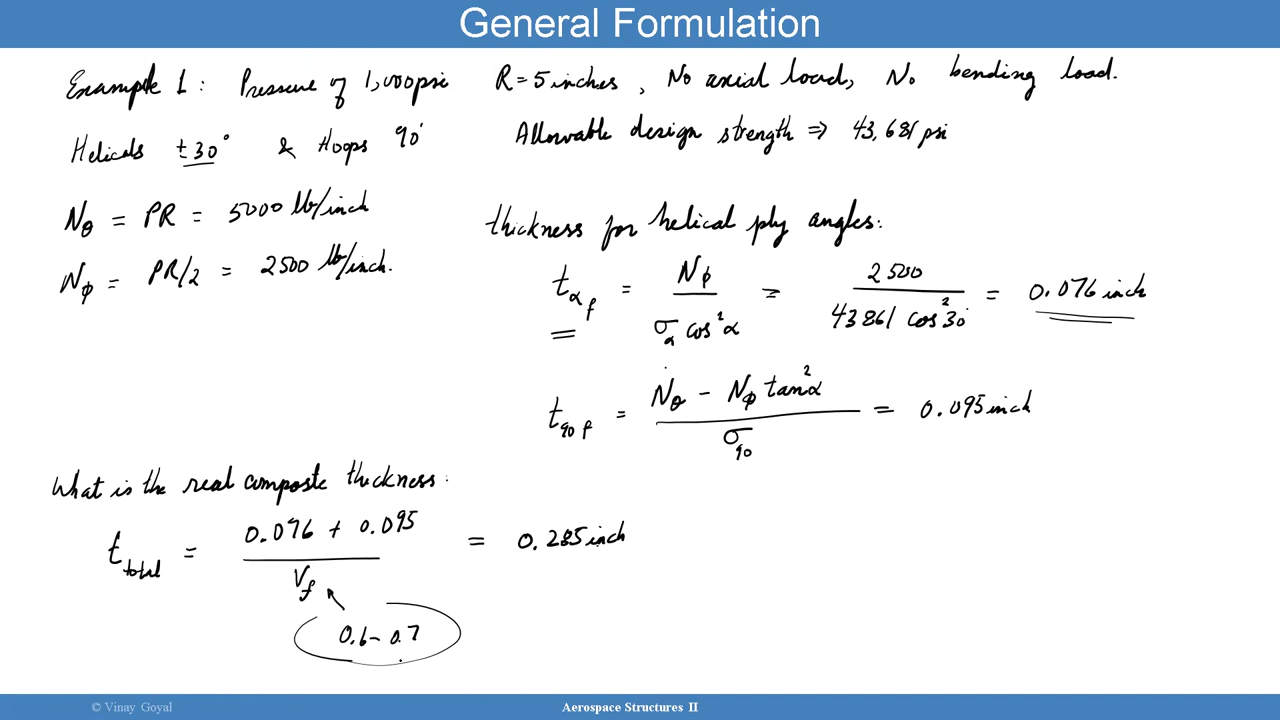 General Formulation
Example 1 : Pressure of 1,000psi R = 5 inches , No axial load, No bending load.
Helicals ±30° & Hoops 90° Allowable design strength ⇒ 43,681 psi
Nθ = PR = 5000 lb/inch
Nϕ = PR/2 = 2500 lb/inch.
thickness for helical ply angles:
tαf = Nϕ / σα cos²α = 2500 / 43861 cos²30° = 0.076 inch
t90f = Nθ - Nϕ tan²α / σ90 = 0.095 inch
What is the real composite thickness:
ttotal = 0.076 + 0.095 / Vf = 0.285 inch
0.6 - 0.7
© Vinay Goyal
Aerospace Structures II